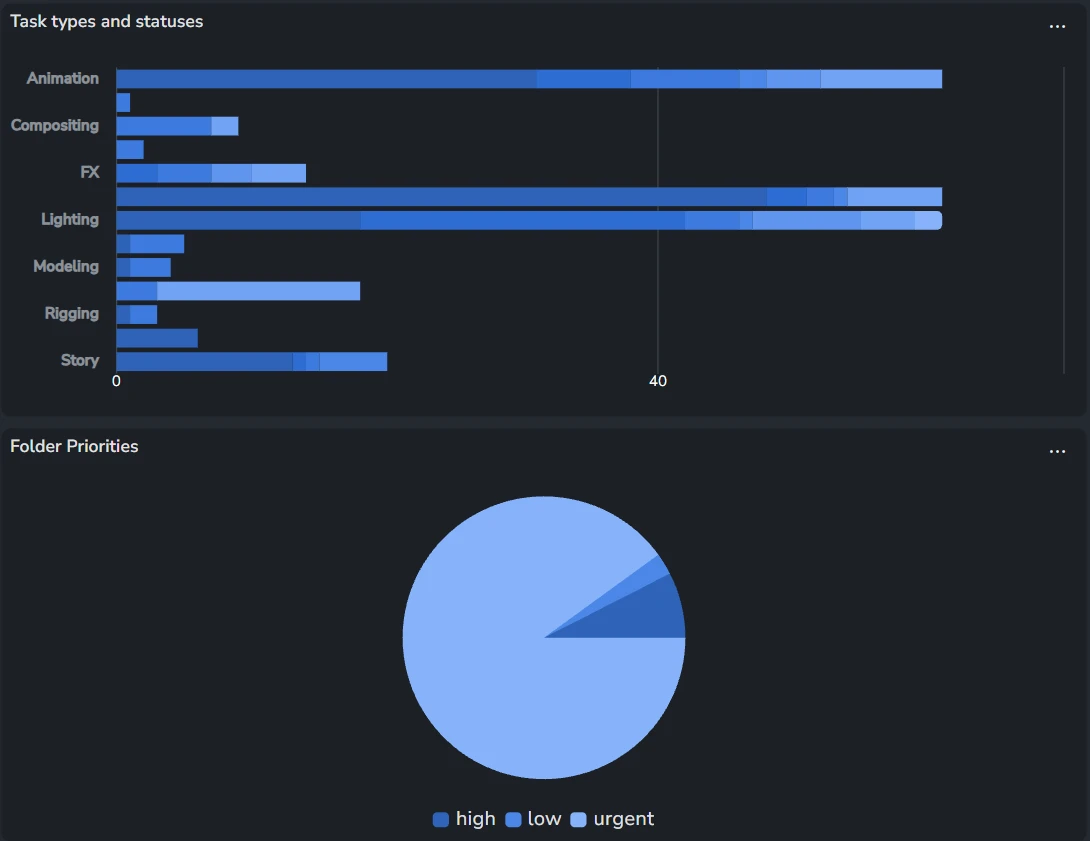 Task types and statuses
...
Animation
Compositing
FX
Lighting
Modeling
Rigging
Story
0 40
Folder Priorities
...
high low urgent